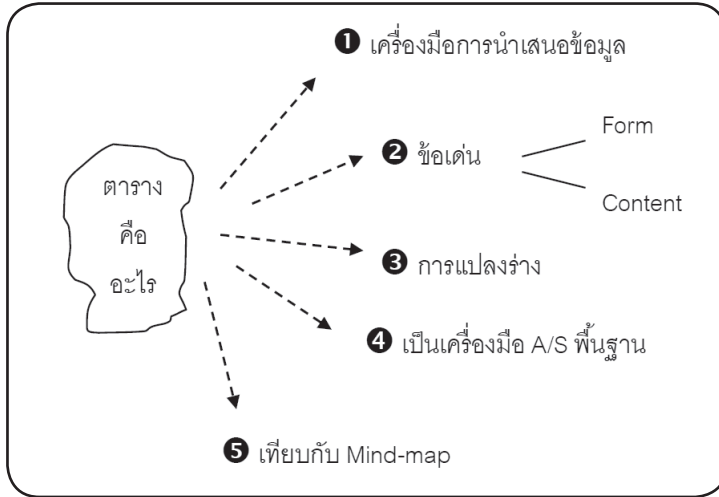 ❶ เครื่องมือการนำเสนอข้อมูล
ตาราง
คือ
อะไร
❷ ข้อเด่น
Form
Content
❸ การแปลงร่าง
❹ เป็นเครื่องมือ A/S พื้นฐาน
❺ เทียบกับ Mind-map